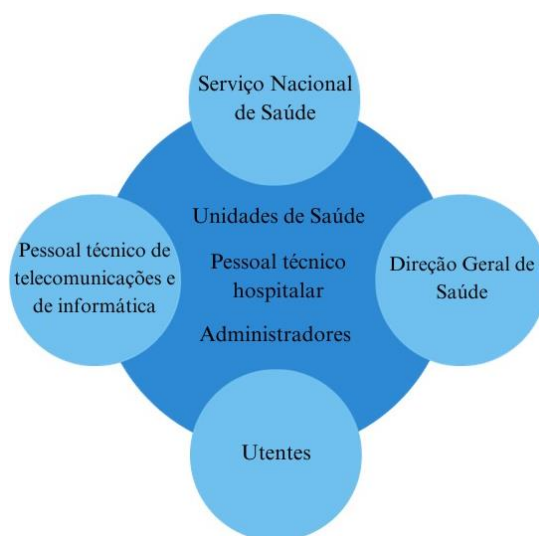 Serviço Nacional
de Saúde
Unidades de Saúde
Pessoal técnico
hospitalar
Administradores
Pessoal técnico de
telecomunicações e
de informática
Direção Geral de
Saúde
Utentes